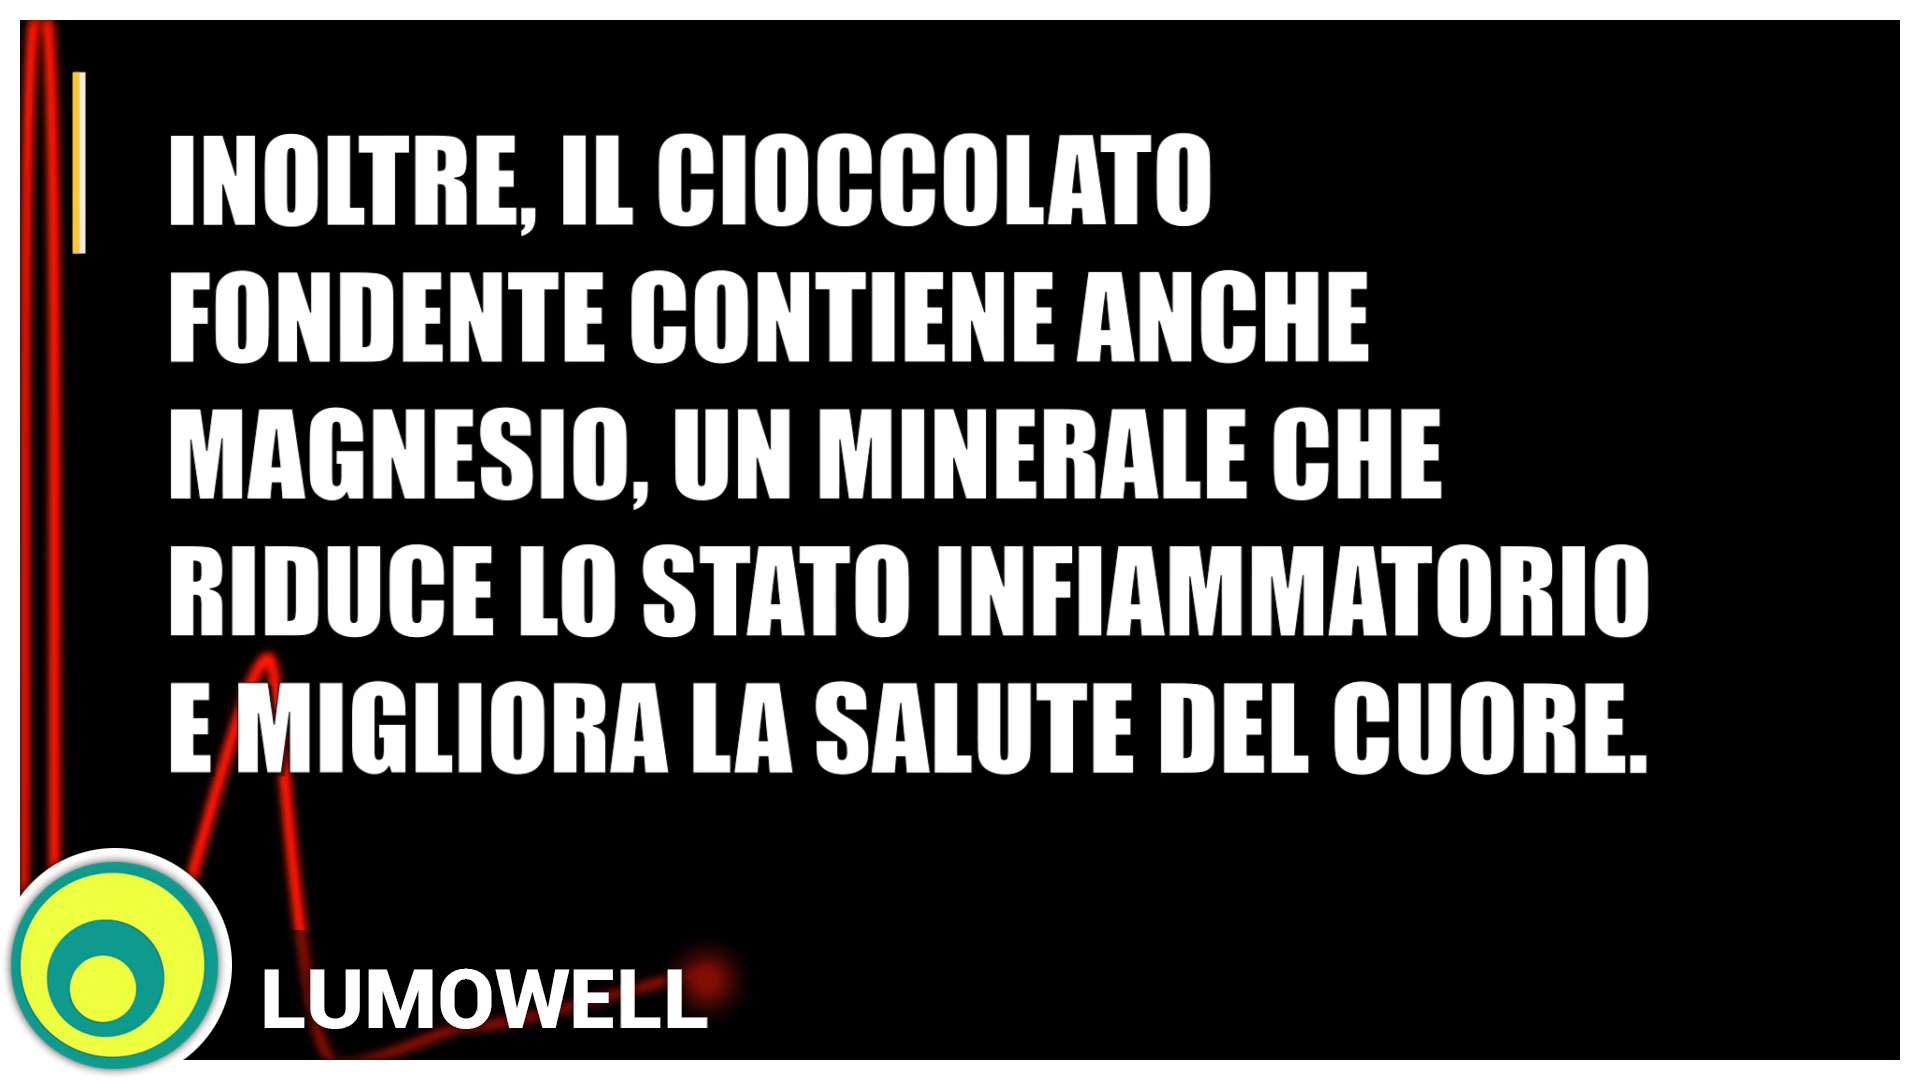 INOLTRE, IL CIOCCOLATO
FONDENTE CONTIENE ANCHE
MAGNESIO, UN MINERALE CHE
RIDUCE LO STATO INFIAMMATORIO
E MIGLIORA LA SALUTE DEL CUORE.
LUMOWELL